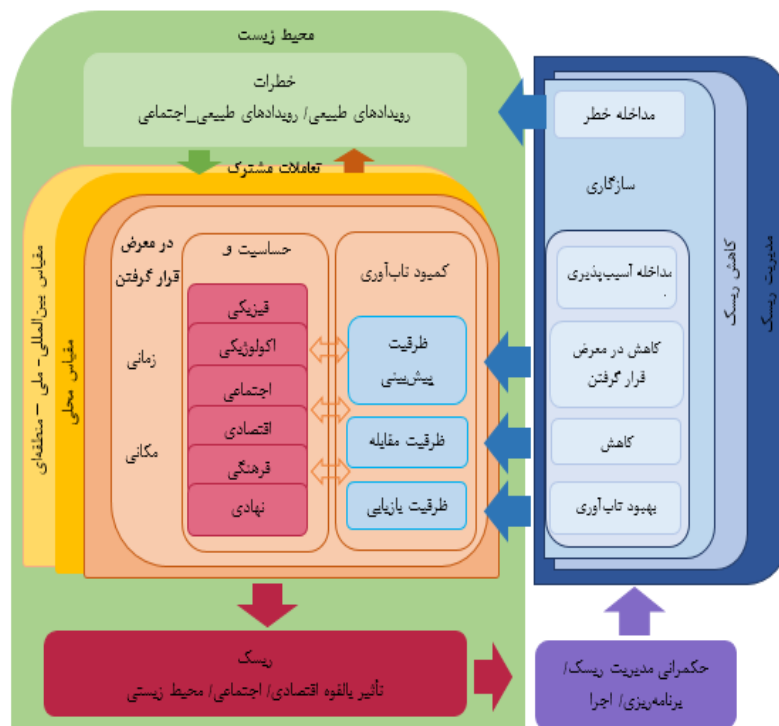 محیط زیست
خطرات
رویدادهای طبیعی/ رویدادهای طبیعی_اجتماعی
تعاملات مشترک
مقیاس بین‌المللی - ملی – منطقه‌ای
مقیاس محلی
در معرض
قرار گرفتن
زمانی
مکانی
حساسیت و
فیزیکی
اکولوژیکی
اجتماعی
اقتصادی
فرهنگی
نهادی
کمبود تاب‌آوری
ظرفیت
پیش‌بینی
ظرفیت مقابله
ظرفیت بازیابی
مداخله خطر
سازگاری
مداخله آسیب‌پذیری
.
کاهش در معرض
قرار گرفتن
کاهش
بهبود تاب‌آوری
کاهش ریسک
مدیریت ریسک
ریسک
تأثیر بالقوه اقتصادی/ اجتماعی/ محیط زیستی
حکمرانی مدیریت ریسک/
برنامه‌ریزی/ اجرا